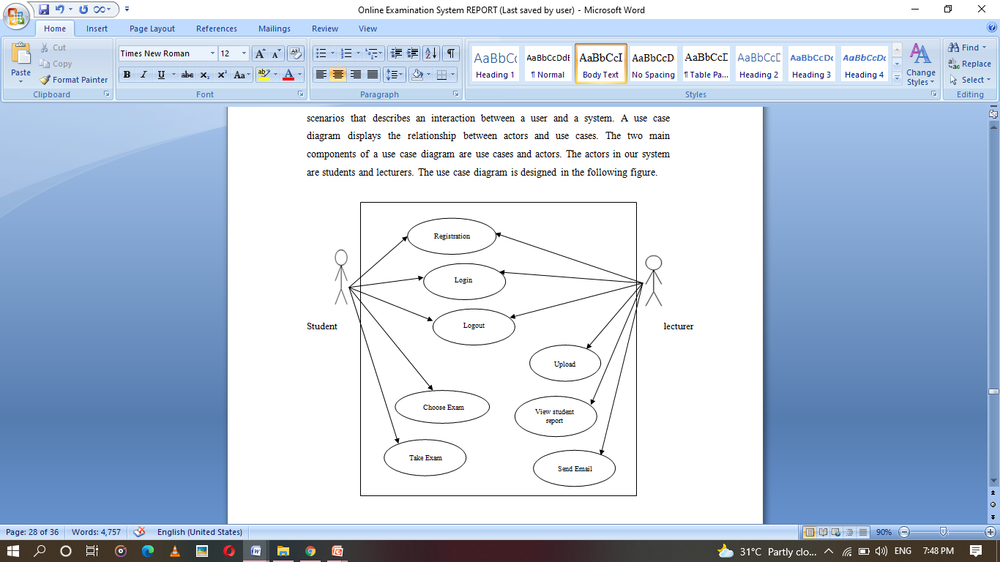 Online Examination System REPORT (Last saved by user) - Microsoft Word
Home Insert Page Layout References Mailings Review View
Paste
Cut
Copy
Format Painter
Clipboard
Times New Roman 12
B I U abc X₂ X² Aa
Font
Paragraph
AaBbCc AaBbCcDdE AaBbCcI AaBbCcD AaBbCcL AaBbCcD AaBbCcDc AaBbCcDc
Heading 1 ¶ Normal Body Text No Spacing ¶ Table Pa... Heading 2 Heading 3 Heading 4
Change
Styles
Styles
Find
Replace
Select
Editing
scenarios that describes an interaction between a user and a system. A use case
diagram displays the relationship between actors and use cases. The two main
components of a use case diagram are use cases and actors. The actors in our system
are students and lecturers. The use case diagram is designed in the following figure.
Registration
Login
Logout
Student
lecturer
Upload
Choose Exam
View student
report
Take Exam
Send Email
Page: 28 of 36 Words: 4,757 English (United States) 90%
31°C Partly clo... ENG 7:48 PM